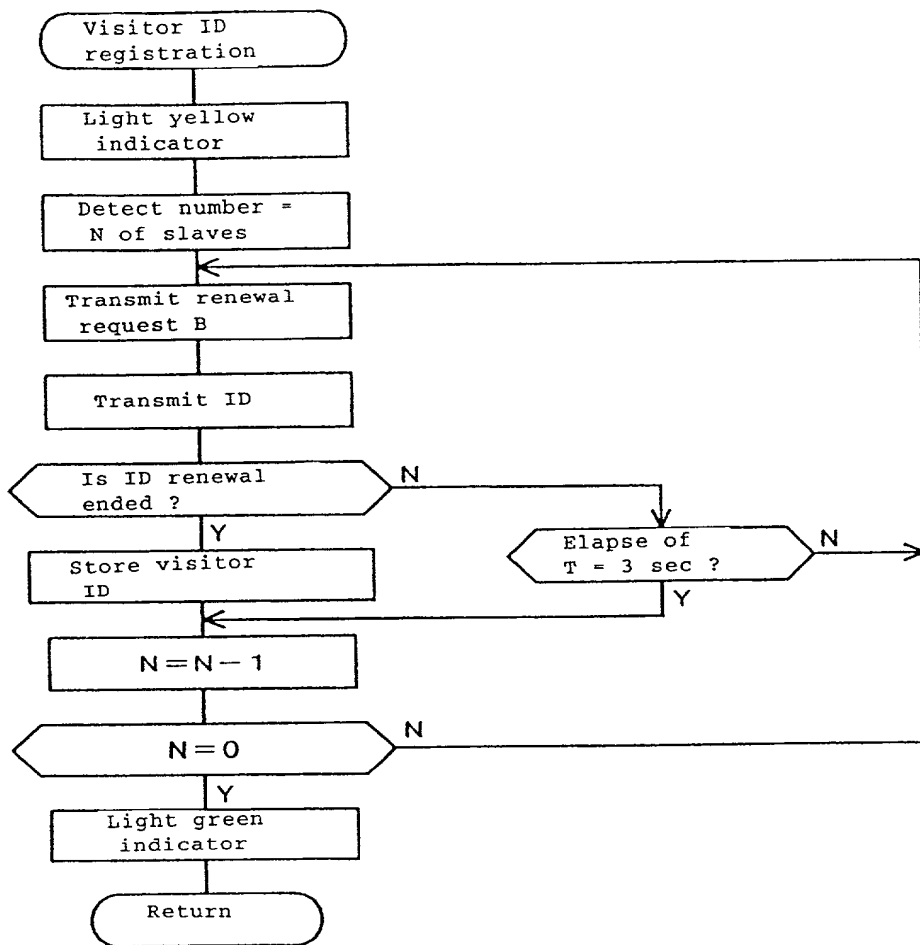 Visitor ID
registration
Light yellow
indicator
Detect number =
N of slaves
Transmit renewal
request B
Transmit ID
Is ID renewal
ended ?
N
Y
Elapse of
T = 3 sec ?
N
Y
Store visitor
ID
N=N-1
N=0
N
Y
Light green
indicator
Return